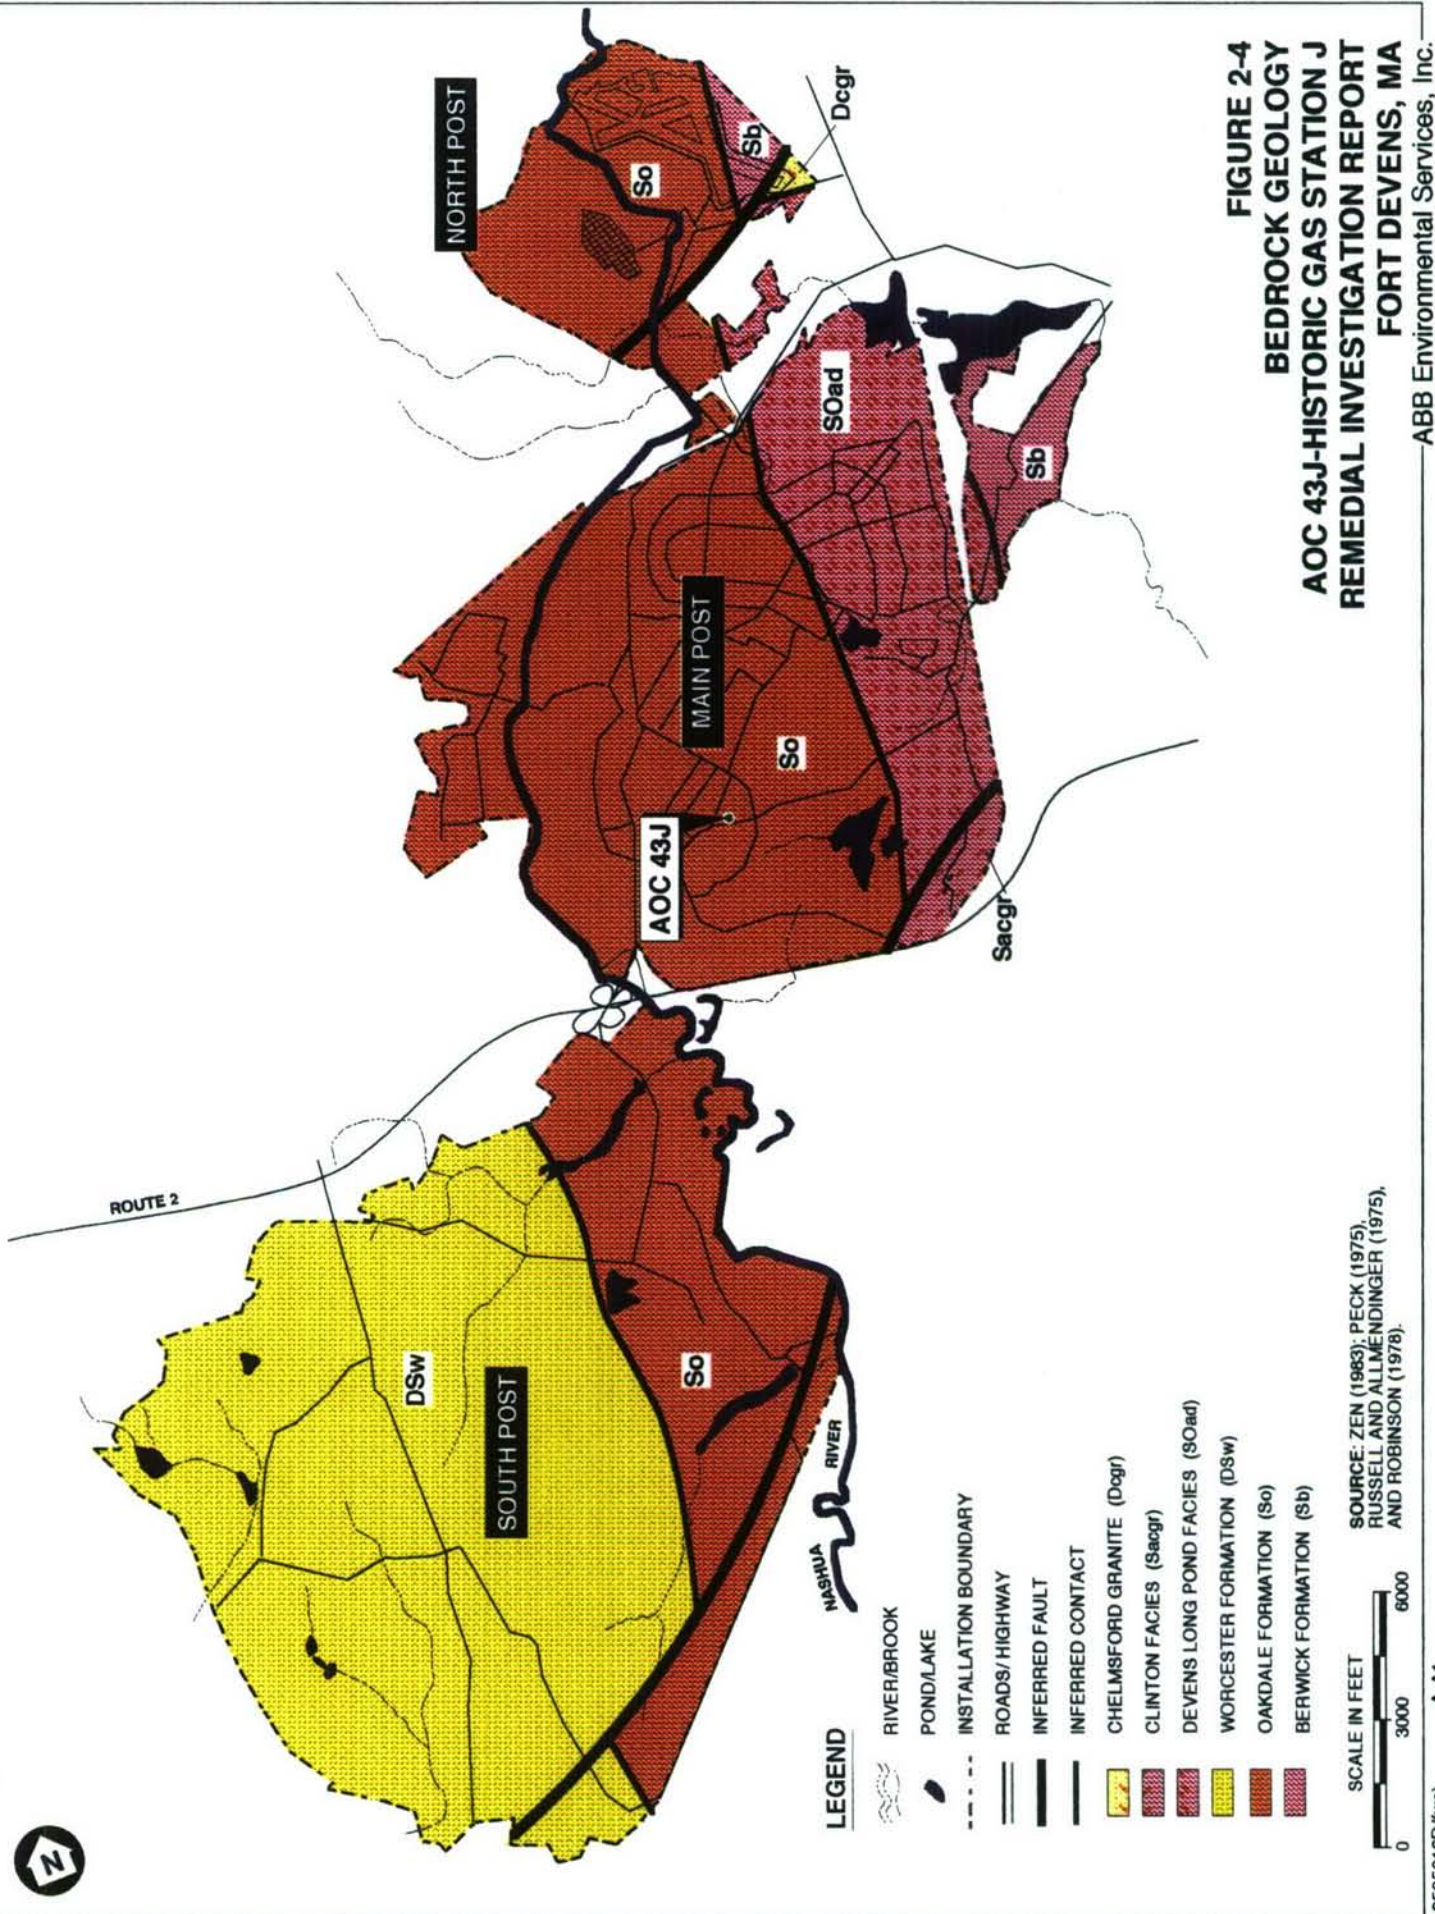 N
NORTH POST
So
Sb
Dcgr
SOad
Sb
MAIN POST
So
AOC 43J
Sacgr
ROUTE 2
DSw
SOUTH POST
So
NASHUA
RIVER
LEGEND
RIVER/BROOK
POND/LAKE
INSTALLATION BOUNDARY
ROADS/ HIGHWAY
INFERRED FAULT
INFERRED CONTACT
CHELMSFORD GRANITE (Dcgr)
CLINTON FACIES (Sacgr)
DEVENS LONG POND FACIES (SOad)
WORCESTER FORMATION (DSw)
OAKDALE FORMATION (So)
BERWICK FORMATION (Sb)
SCALE IN FEET
0 3000 6000
SOURCE: ZEN (1983); PECK (1975),
RUSSELL AND ALLMENDINGER (1975),
AND ROBINSON (1978).
FIGURE 2-4
BEDROCK GEOLOGY
AOC 43J-HISTORIC GAS STATION J
REMEDIAL INVESTIGATION REPORT
FORT DEVENS, MA
ABB Environmental Services, Inc.